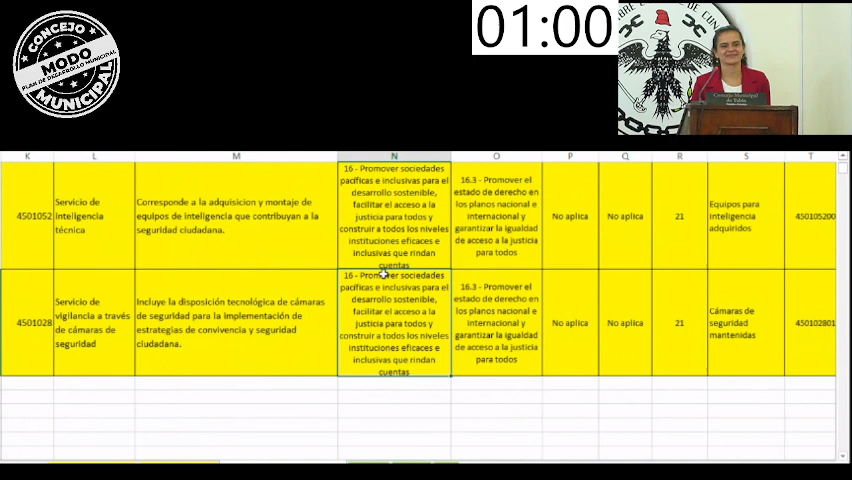 CONCEJO
MODO
PLAN DE DESARROLLO MUNICIPAL
MUNICIPAL
01:00
Concejo Municipal
K L M N O P Q R S T
4501052
Servicio de
inteligencia
técnica
Corresponde a la adquisicion y montaje de
equipos de inteligencia que contribuyan a la
seguridad ciudadana.
16 - Promover sociedades
pacíficas e inclusivas para el
desarrollo sostenible,
facilitar el acceso a la
justicia para todos y
construir a todos los niveles
instituciones eficaces e
inclusivas que rindan
cuentas
16.3 - Promover el
estado de derecho en
los planos nacional e
internacional y
garantizar la igualdad
de acceso a la justicia
para todos
No aplica
No aplica
21
Equipos para
inteligencia
adquiridos
450105200
4501028
Servicio de
vigilancia a través
de cámaras de
seguridad
Incluye la disposición tecnológica de cámaras
de seguridad para la implementación de
estrategias de convivencia y seguridad
ciudadana.
16 - Promover sociedades
pacíficas e inclusivas para el
desarrollo sostenible,
facilitar el acceso a la
justicia para todos y
construir a todos los niveles
instituciones eficaces e
inclusivas que rindan
cuentas
16.3 - Promover el
estado de derecho en
los planos nacional e
internacional y
garantizar la igualdad
de acceso a la justicia
para todos
No aplica
No aplica
21
Cámaras de
seguridad
mantenidas
450102801